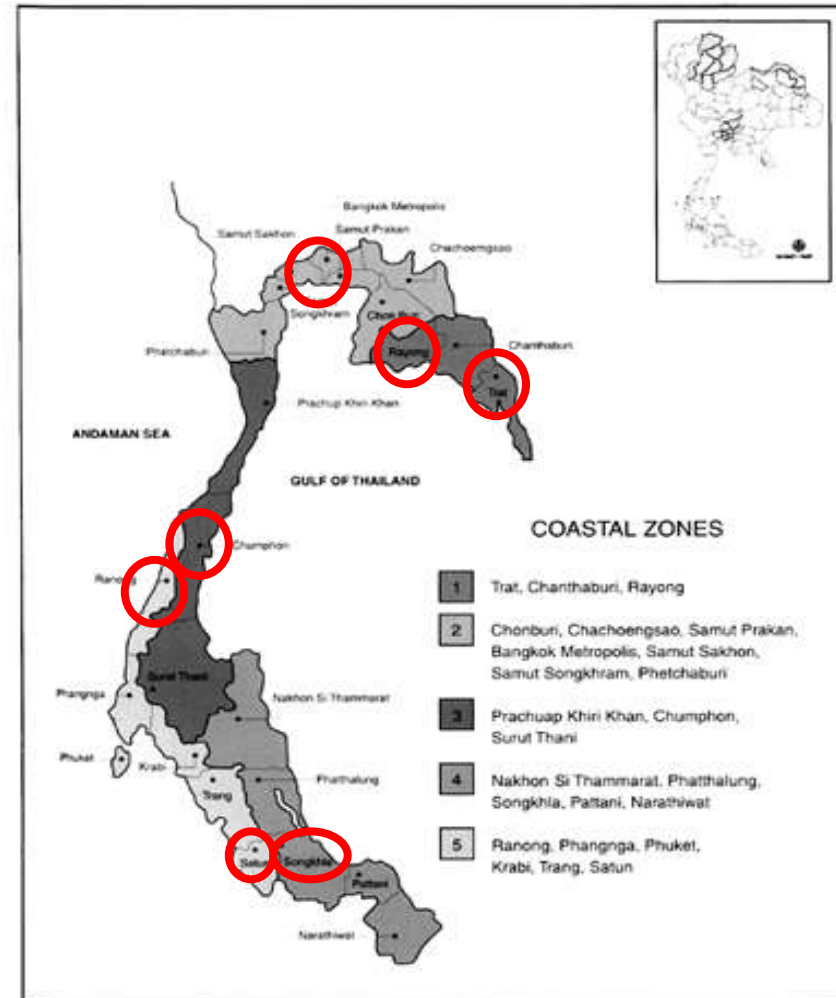 Bangkok Metropolis
Samut Sakhon
Samut Prakan
Chachoengsao
Songkhram
Chon Buri
Phatchaburi
Rayong
Chanthaburi
Trat
Prachup Khiri Khan
ANDAMAN SEA
GULF OF THAILAND
Chumphon
Ranong
Surut Thani
Phangnga
Nakhon Si Thammarat
Phuket
Krabi
Trang
Phatthalung
Satun
Songkhla
Pattani
Narathiwat
COASTAL ZONES
1 Trat, Chanthaburi, Rayong
2 Chonburi, Chachoengsao, Samut Prakan,
Bangkok Metropolis, Samut Sakhon,
Samut Songkhram, Phetchaburi
3 Prachuap Khiri Khan, Chumphon,
Surut Thani
4 Nakhon Si Thammarat, Phatthalung,
Songkhla, Pattani, Narathiwat
5 Ranong, Phangnga, Phuket,
Krabi, Trang, Satun